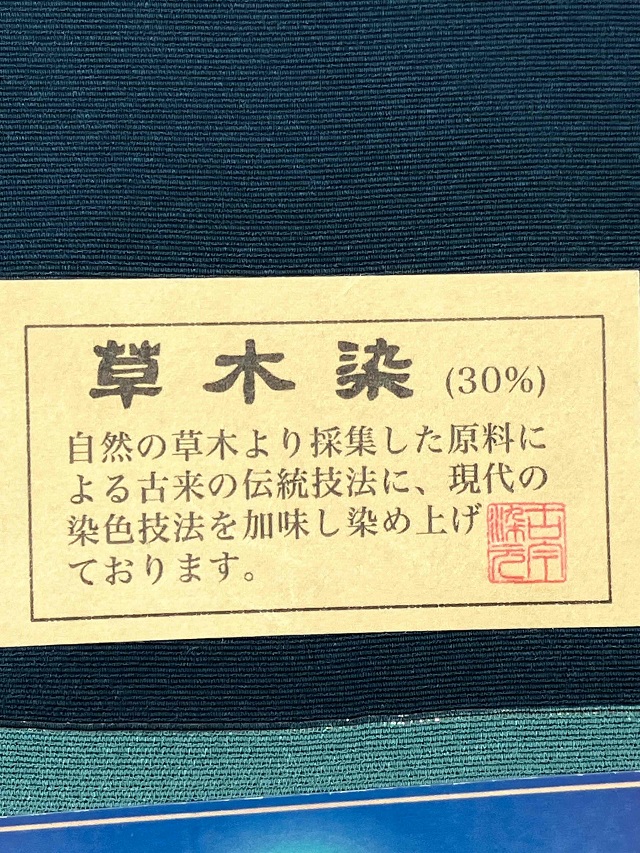 草木染 (30%)
自然の草木より採集した原料に
よる古来の伝統技法に、現代の
染色技法を加味し染め上げ
ております。